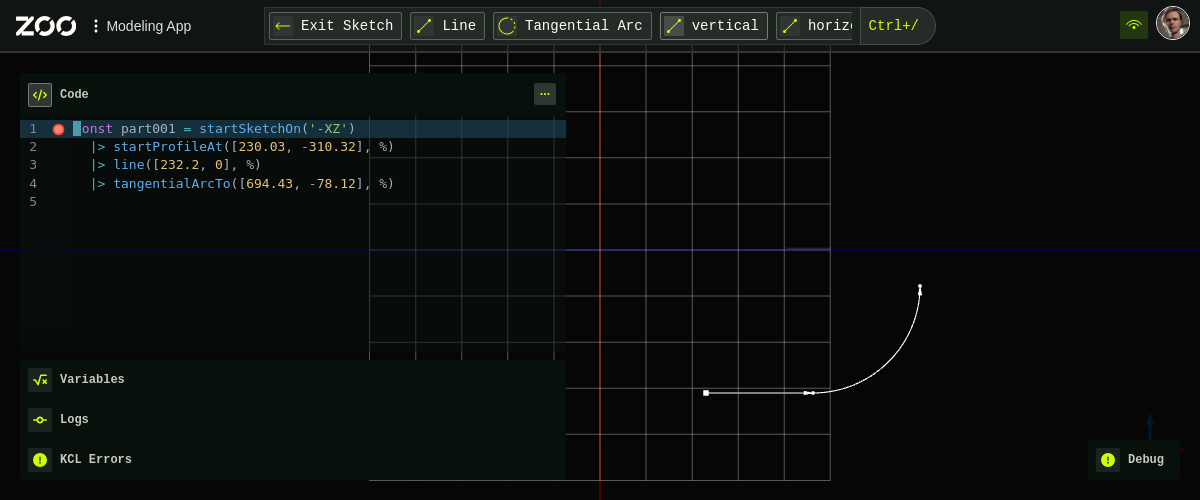 ZOO Modeling App Exit Sketch Line Tangential Arc vertical horiz Ctrl+/
Code
1 onst part001 = startSketchOn('-XZ')
2 |> startProfileAt([230.03, -310.32], %)
3 |> line([232.2, 0], %)
4 |> tangentialArcTo([694.43, -78.12], %)
5
Variables
Logs
KCL Errors
Debug